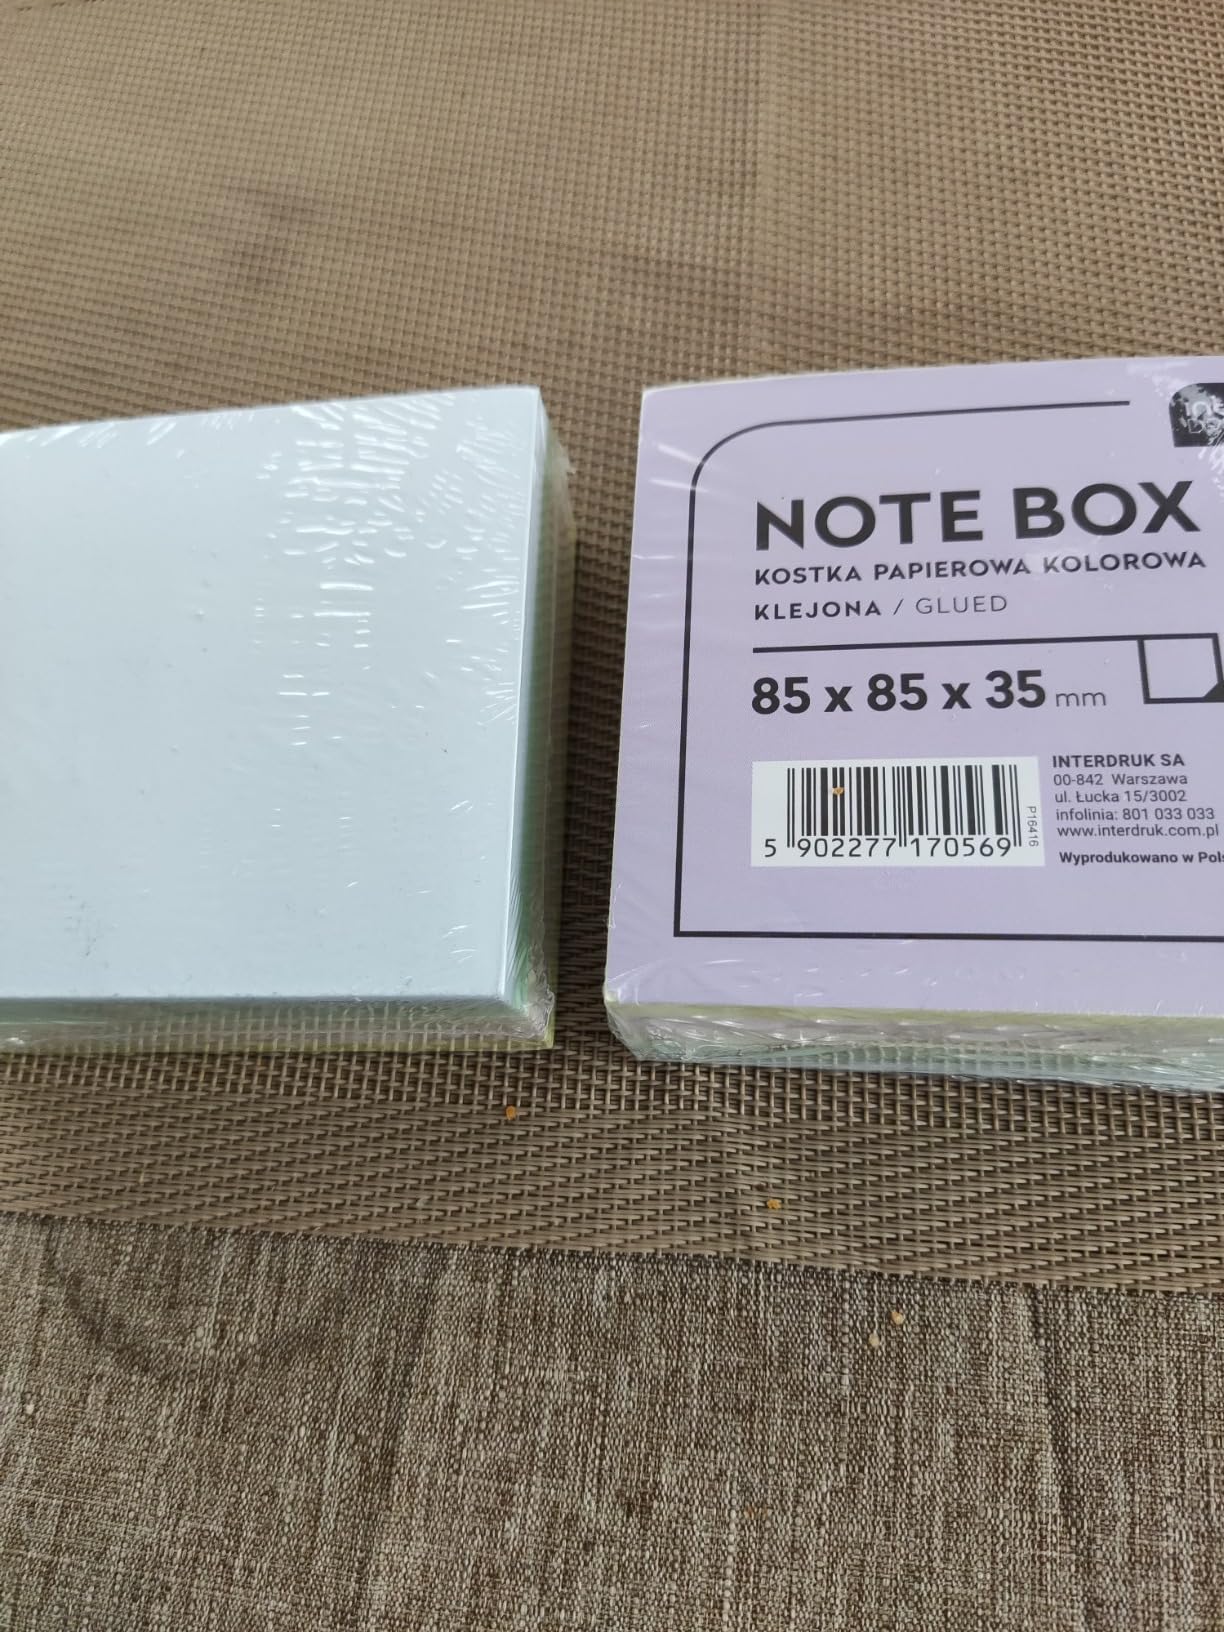 NOTE BOX
KOSTKA PAPIEROWA KOLOROWA
KLEJONA / GLUED
85 x 85 x 35 mm
5 902277 170569
P16416
INTERDRUK SA
00-842 Warszawa
ul. Łucka 15/3002
infolinia: 801 033 033
www.interdruk.com.pl
Wyprodukowano w